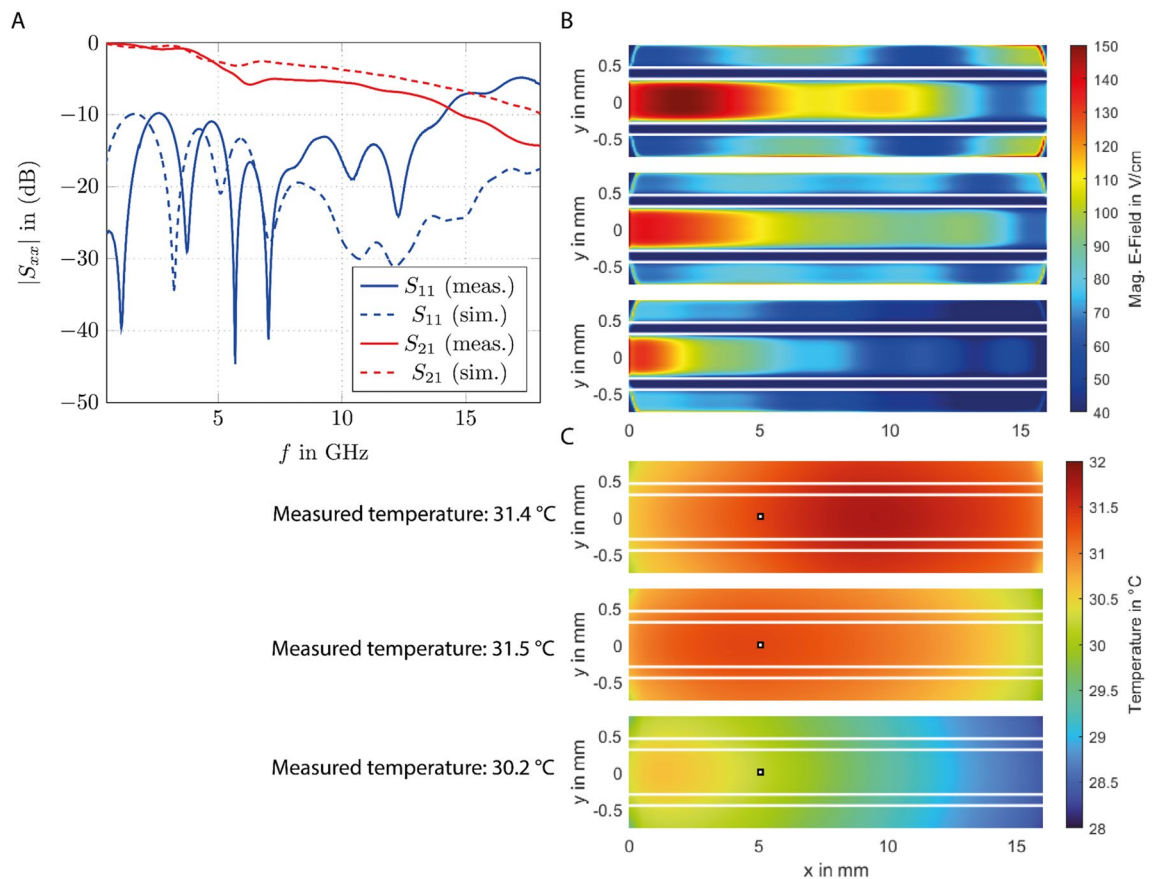 A
0
−10
−20
−30
−40
−50
|Sxx| in (dB)
S11 (meas.)
S11 (sim.)
S21 (meas.)
S21 (sim.)
5
10
15
f in GHz
B
0.5
0
-0.5
y in mm
0.5
0
-0.5
y in mm
0.5
0
-0.5
y in mm
0
5
10
15
150
140
130
120
110
100
90
80
70
60
50
40
Mag. E-Field in V/cm
C
Measured temperature: 31.4 °C
0.5
0
-0.5
y in mm
Measured temperature: 31.5 °C
0.5
0
-0.5
y in mm
Measured temperature: 30.2 °C
0.5
0
-0.5
y in mm
0
5
10
15
x in mm
32
31.5
31
30.5
30
29.5
29
28.5
28
Temperature in °C